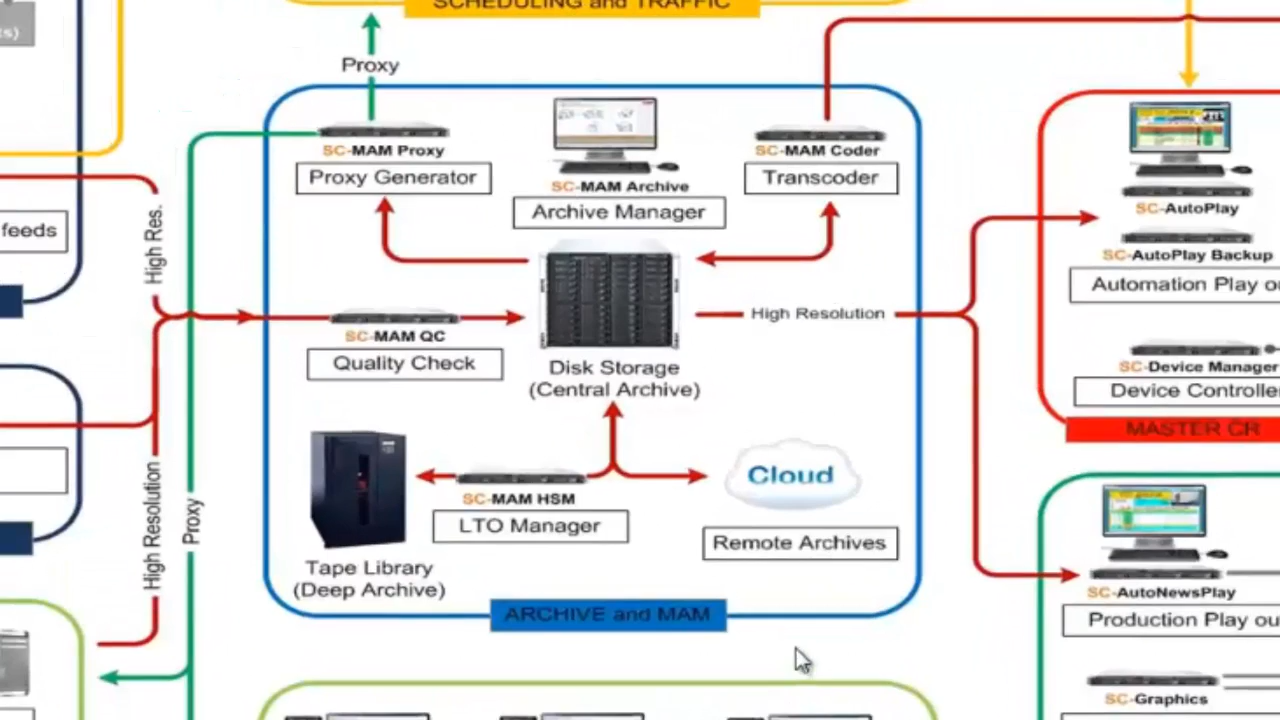 SCHEDULING and TRAFFIC
s)
Proxy
SC-MAM Proxy
Proxy Generator
SC-MAM Archive
Archive Manager
SC-MAM Coder
Transcoder
feeds
High Res.
SC-AutoPlay
SC-AutoPlay Backup
Automation Play ou
High Resolution
SC-MAM QC
Quality Check
Disk Storage
(Central Archive)
SC-Device Manager
Device Controller
MASTER CR
Cloud
SC-MAM HSM
LTO Manager
Remote Archives
High Resolution
Proxy
Tape Library
(Deep Archive)
ARCHIVE and MAM
SC-AutoNewsPlay
Production Play ou
SC-Graphics